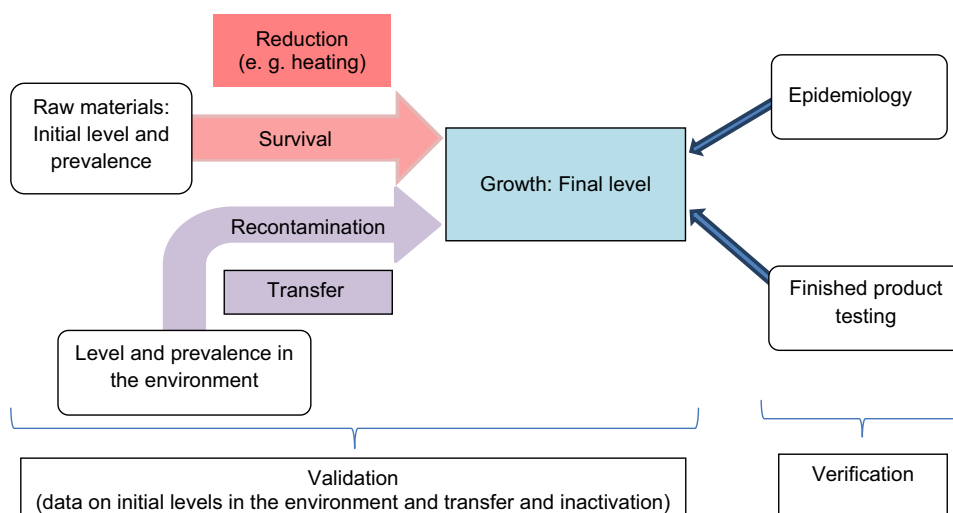 Reduction
(e. g. heating)
Raw materials:
Initial level and
prevalence
Survival
Epidemiology
Growth: Final level
Recontamination
Transfer
Finished product
testing
Level and prevalence in
the environment
Validation
(data on initial levels in the environment and transfer and inactivation)
Verification